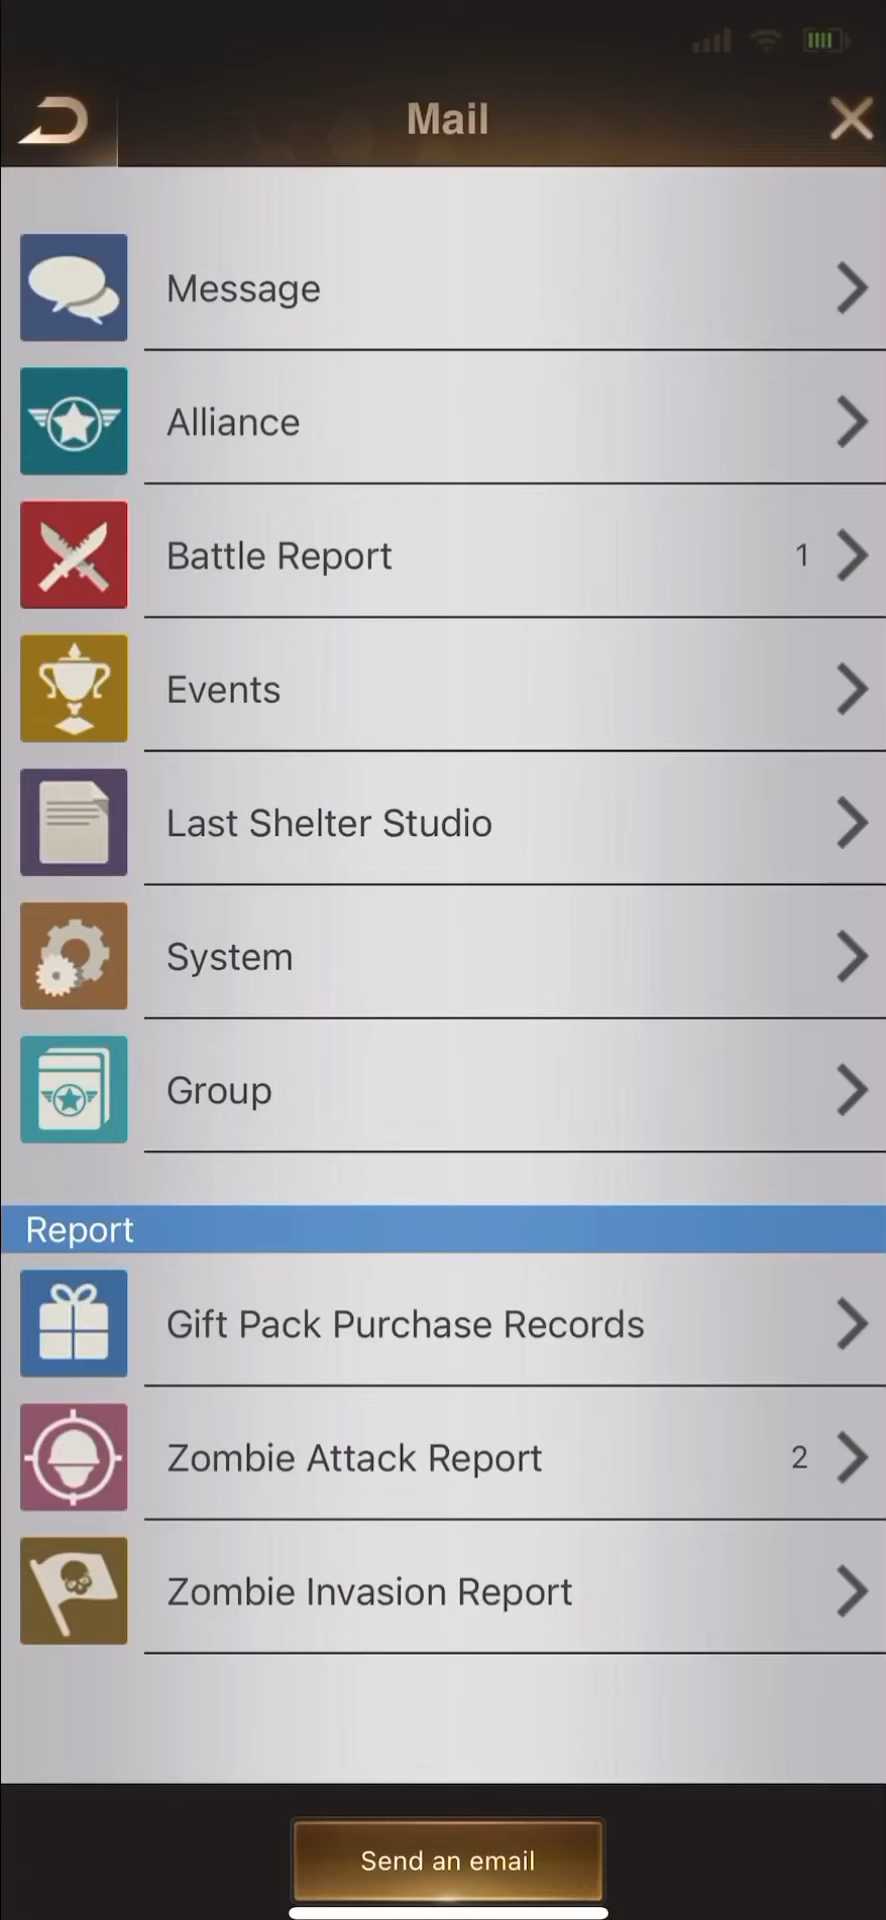 Mail
Message
Alliance
Battle Report 1
Events
Last Shelter Studio
System
Group
Report
Gift Pack Purchase Records
Zombie Attack Report 2
Zombie Invasion Report
Send an email